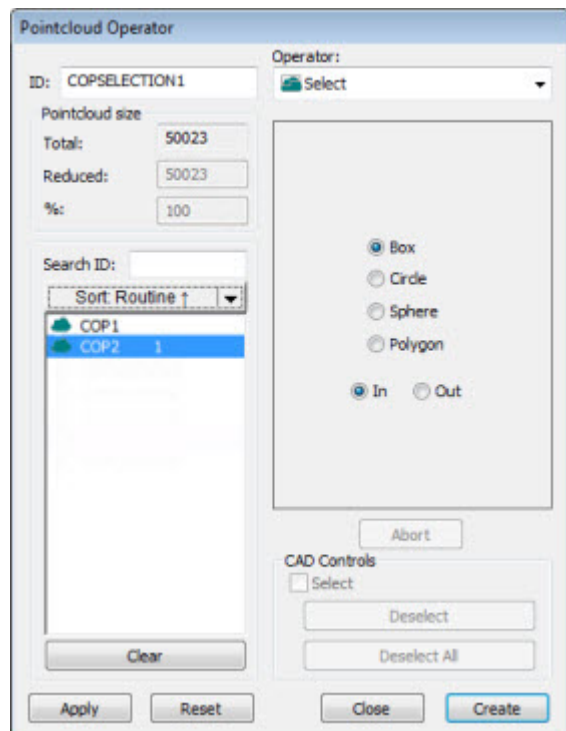 Pointcloud Operator
Operator:
ID: COPSELECTION1
Select
Pointcloud size
Total: 50023
Reduced: 50023
%: 100
Search ID:
Sort: Routine ↑
COP1
COP2 1
Clear
Box
Circle
Sphere
Polygon
In Out
Abort
CAD Controls
Select
Deselect
Deselect All
Apply Reset Close Create